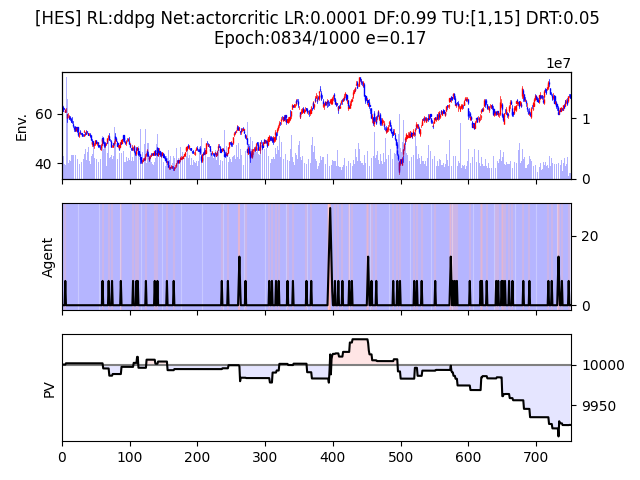 [HES] RL:ddpg Net:actorcritic LR:0.0001 DF:0.99 TU:[1,15] DRT:0.05
Epoch:0834/1000 e=0.17
1e7
Env.
60
40
1
0
Agent
20
0
PV
10000
9950
0 100 200 300 400 500 600 700